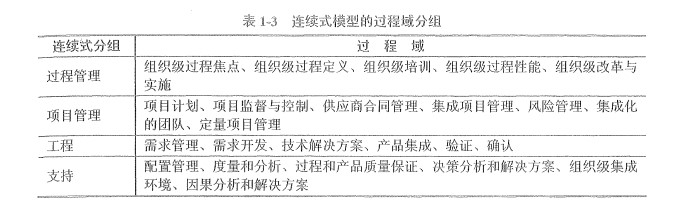 表 1-3 连续式模型的过程域分组
连续式分组 过 程 域
过程管理 组织级过程焦点、组织级过程定义、组织级培训、组织级过程性能、组织级改革与
实施
项目管理 项目计划、项目监督与控制、供应商合同管理、集成项目管理、风险管理、集成化
的团队、定量项目管理
工程 需求管理、需求开发、技术解决方案、产品集成、验证、确认
支持 配置管理、度量和分析、过程和产品质量保证、决策分析和解决方案、组织级集成
环境、因果分析和解决方案